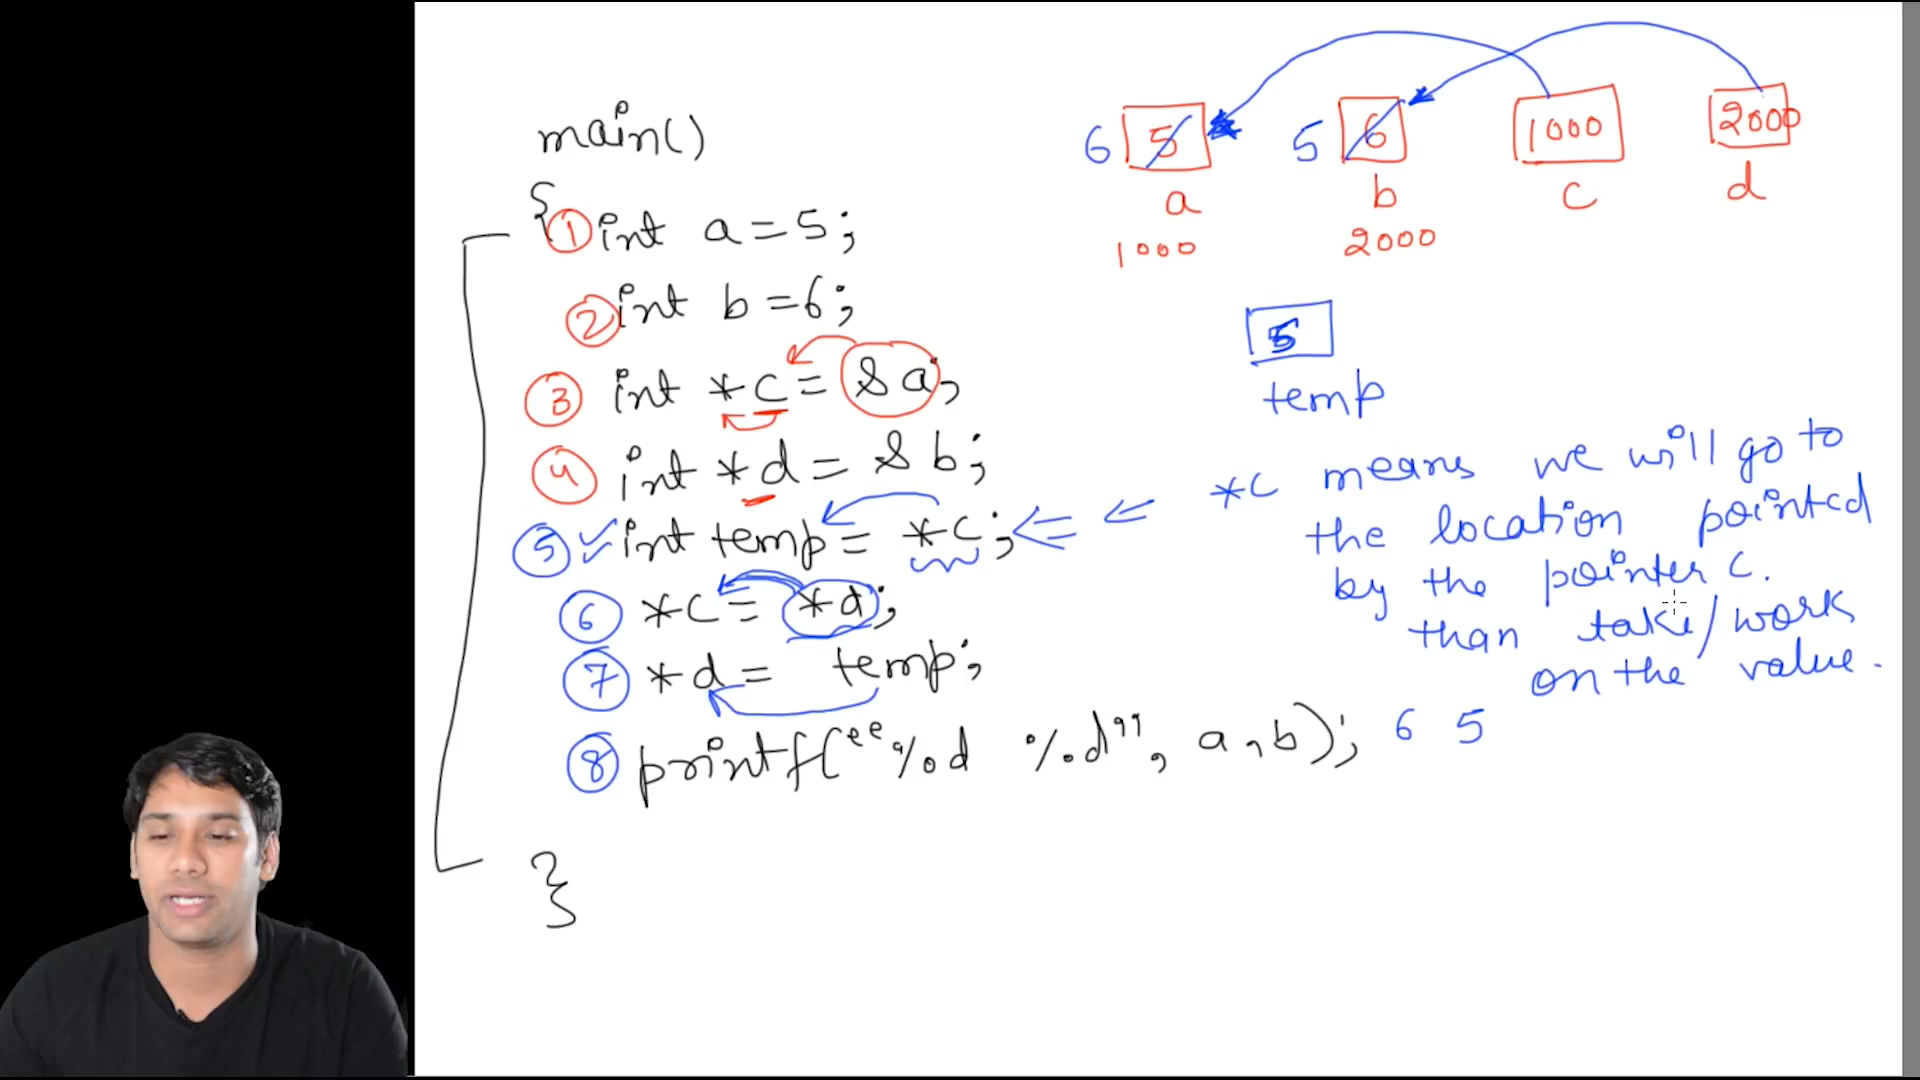 main()
{
① int a=5;
② int b=6;
③ int *c= &a;
④ int *d= &b;
⑤ int temp= *c;
⑥ *c= *d;
⑦ *d= temp;
⑧ printf(“%d %d”, a,b); 6 5
}
6 5 5 6 1000 2000
a b c d
1000 2000
5
temp
*c means we will go to
the location pointed
by the pointer c.
than take/work
on the value.